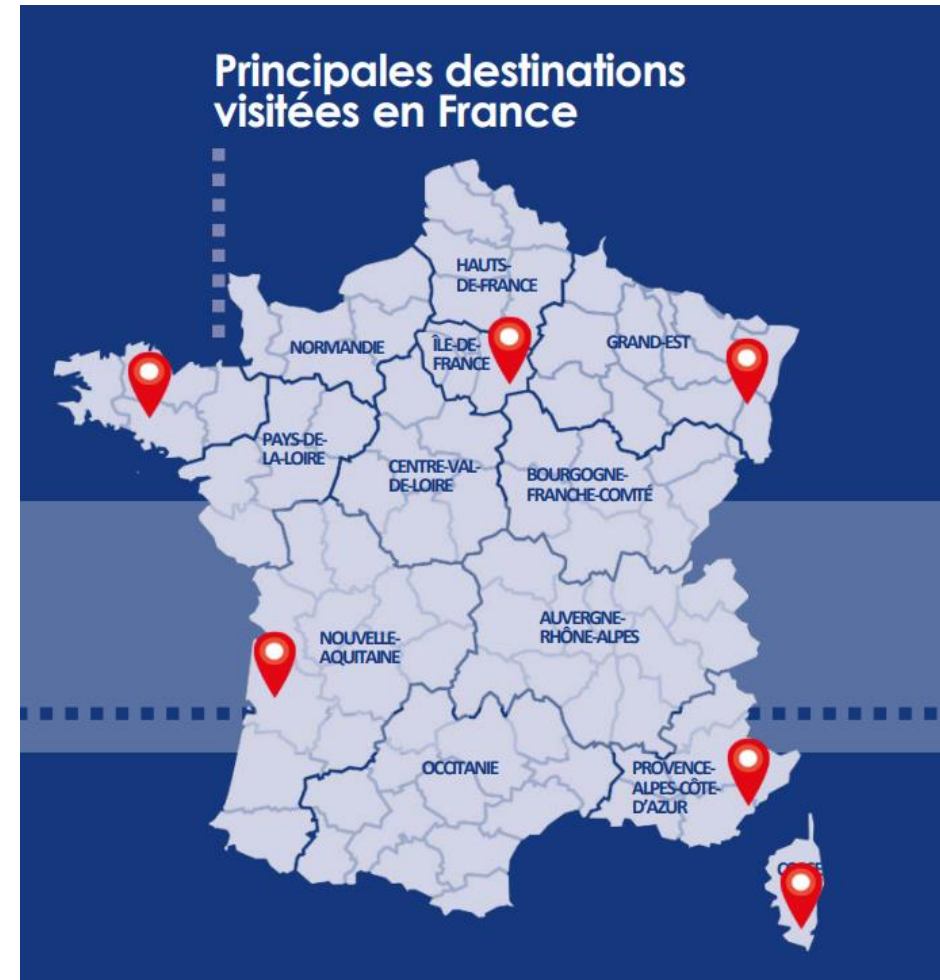 Principales destinations
visitées en France
HAUTS-
DE-FRANCE
NORMANDIE
ÎLE-DE-
FRANCE
GRAND-EST
PAYS-DE-
LA-LOIRE
CENTRE-VAL-
DE-LOIRE
BOURGOGNE-
FRANCHE-COMTÉ
NOUVELLE-
AQUITAINE
AUVERGNE-
RHÔNE-ALPES
OCCITANIE
PROVENCE-
ALPES-CÔTE-
D'AZUR